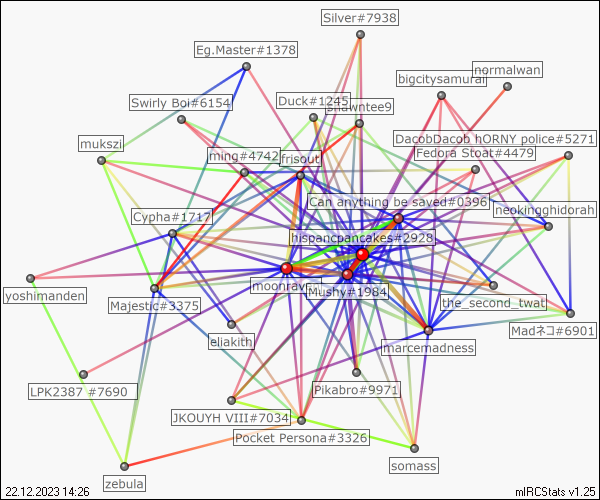 Silver#7938
Eg.Master#1378
normalwan
bigcitysamurai
Swirly Boi#6154
Duck#1245
shawntee9
mukszi
DacobDacob hORNY police#5271
ming#4742
frisout
Fedora Stoat#4479
Can anything be saved#0396
Cypha#1717
neokingghidorah
hispancpancakes#2928
moonrav
Mushy#1984
yoshimanden
Majestic#3375
the_second_twat
Madネコ#6901
eliakith
marcemadness
LPK2387 #7690
Pikabro#9971
JKOUYH VIII#7034
Pocket Persona#3326
somass
zebula
22.12.2023 14:26
mIRCStats v1.25